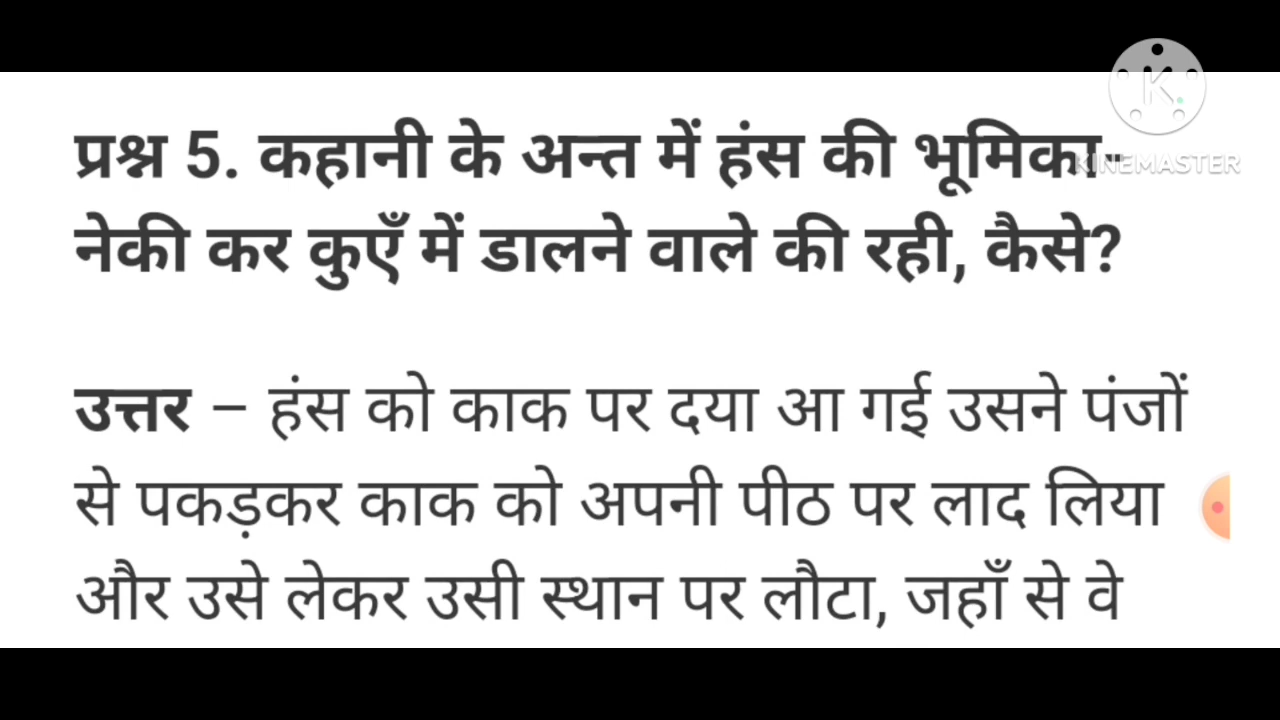 प्रश्न 5. कहानी के अन्त में हंस की भूमिका-
नेकी कर कुएँ में डालने वाले की रही, कैसे?
उत्तर – हंस को काक पर दया आ गई उसने पंजों
से पकड़कर काक को अपनी पीठ पर लाद लिया
और उसे लेकर उसी स्थान पर लौटा, जहाँ से वे
K
KINEMASTER